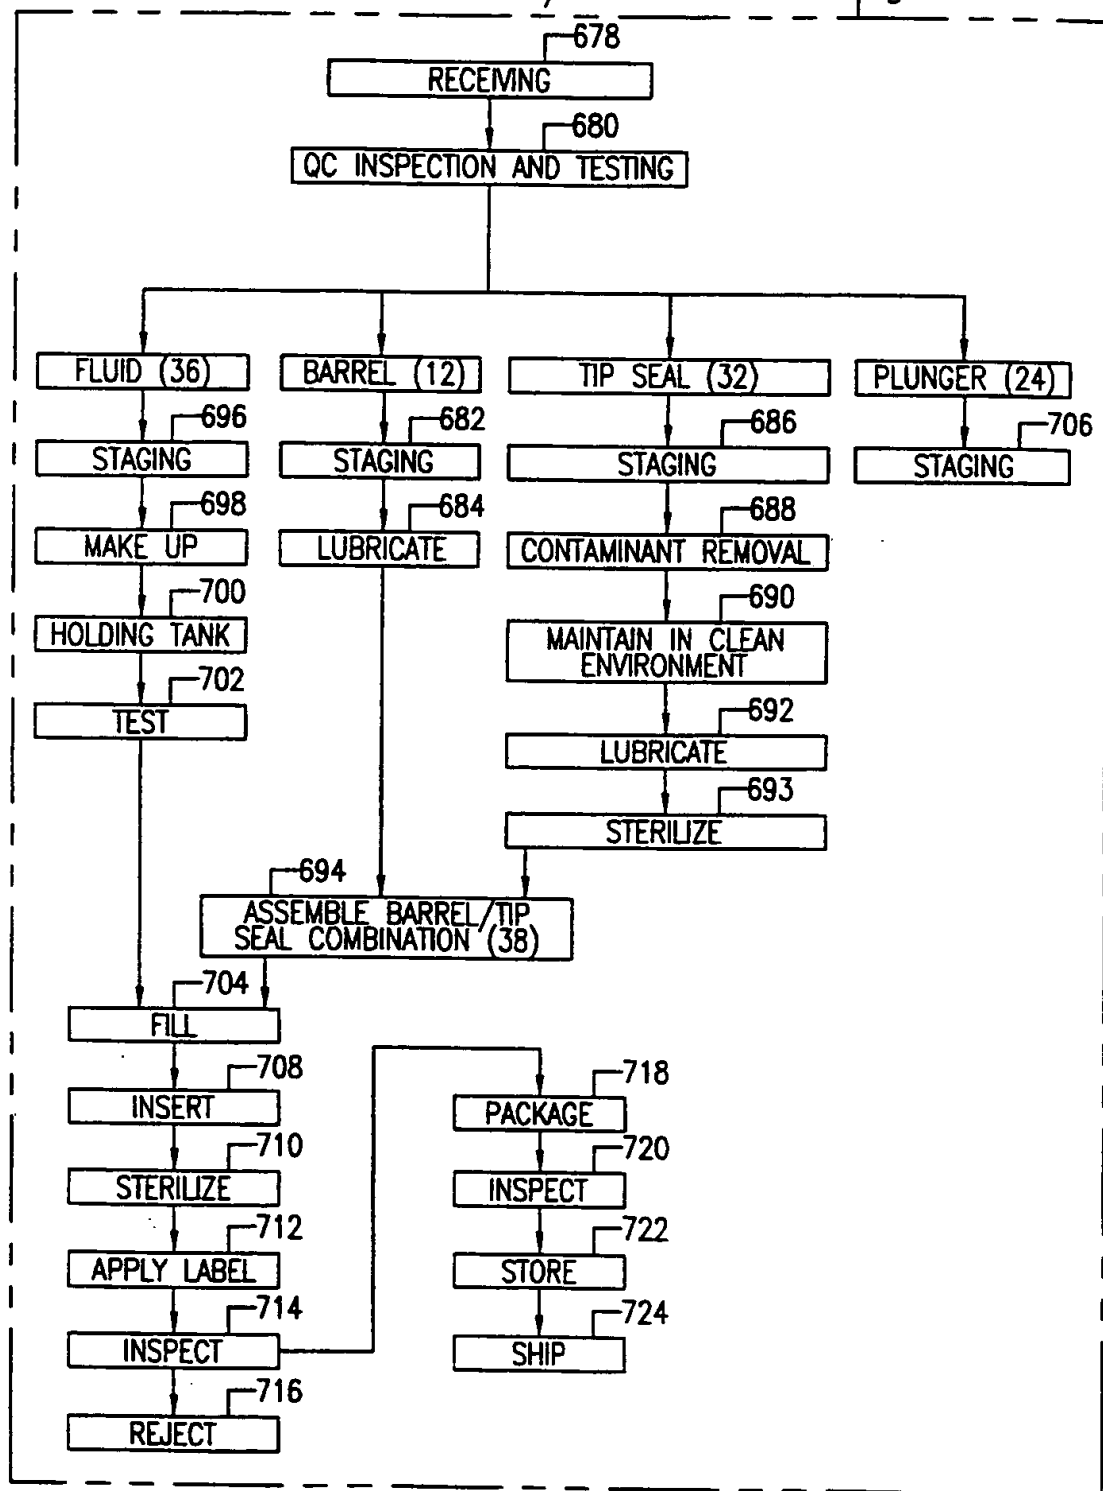 678
RECEIVING
680
QC INSPECTION AND TESTING
FLUID (36)
BARREL (12)
TIP SEAL (32)
PLUNGER (24)
696
682
686
706
STAGING
STAGING
STAGING
STAGING
698
684
688
MAKE UP
LUBRICATE
CONTAMINANT REMOVAL
700
690
HOLDING TANK
MAINTAIN IN CLEAN
ENVIRONMENT
702
692
TEST
LUBRICATE
693
STERILIZE
694
ASSEMBLE BARREL/TIP
SEAL COMBINATION (38)
704
FILL
708
INSERT
710
STERILIZE
712
APPLY LABEL
714
INSPECT
716
REJECT
718
PACKAGE
720
INSPECT
722
STORE
724
SHIP